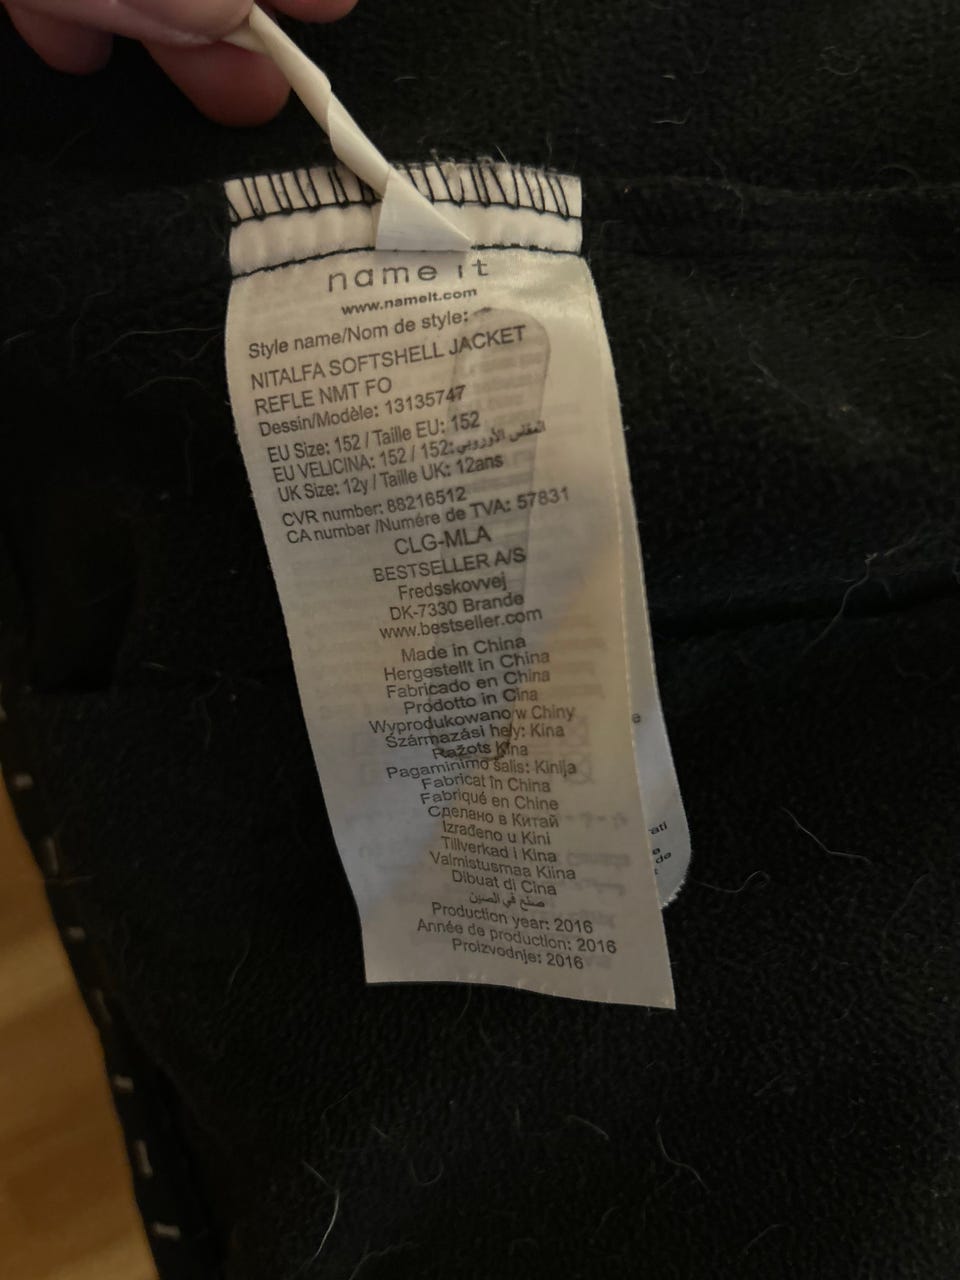 name it
www.nameit.com
Style name/Nom de style:
NITALFA SOFTSHELL JACKET
REFLE NMT FO
Dessin/Modèle: 13135747
EU Size: 152 / Taille EU: 152
EU VELICINA: 152 / 152:المقاس الأوروبي
UK Size: 12y / Taille UK: 12ans
CVR number: 88216512
CA number /Numére de TVA: 57831
CLG-MLA
BESTSELLER A/S
Fredsskovvej
DK-7330 Brande
www.bestseller.com
Made in China
Hergestellt in China
Fabricado en China
Prodotto in Cina
Wyprodukowano w Chiny
Származási hely: Kina
Ražots Kīna
Pagaminimo šalis: Kinija
Fabricat în China
Fabriqué en Chine
Сделано в Китай
Izrađeno u Kini
Tillverkad i Kina
Valmistusmaa Kiina
Dibuat di Cina
صنع في الصين
Production year: 2016
Année de production: 2016
Proizvodnje: 2016
de